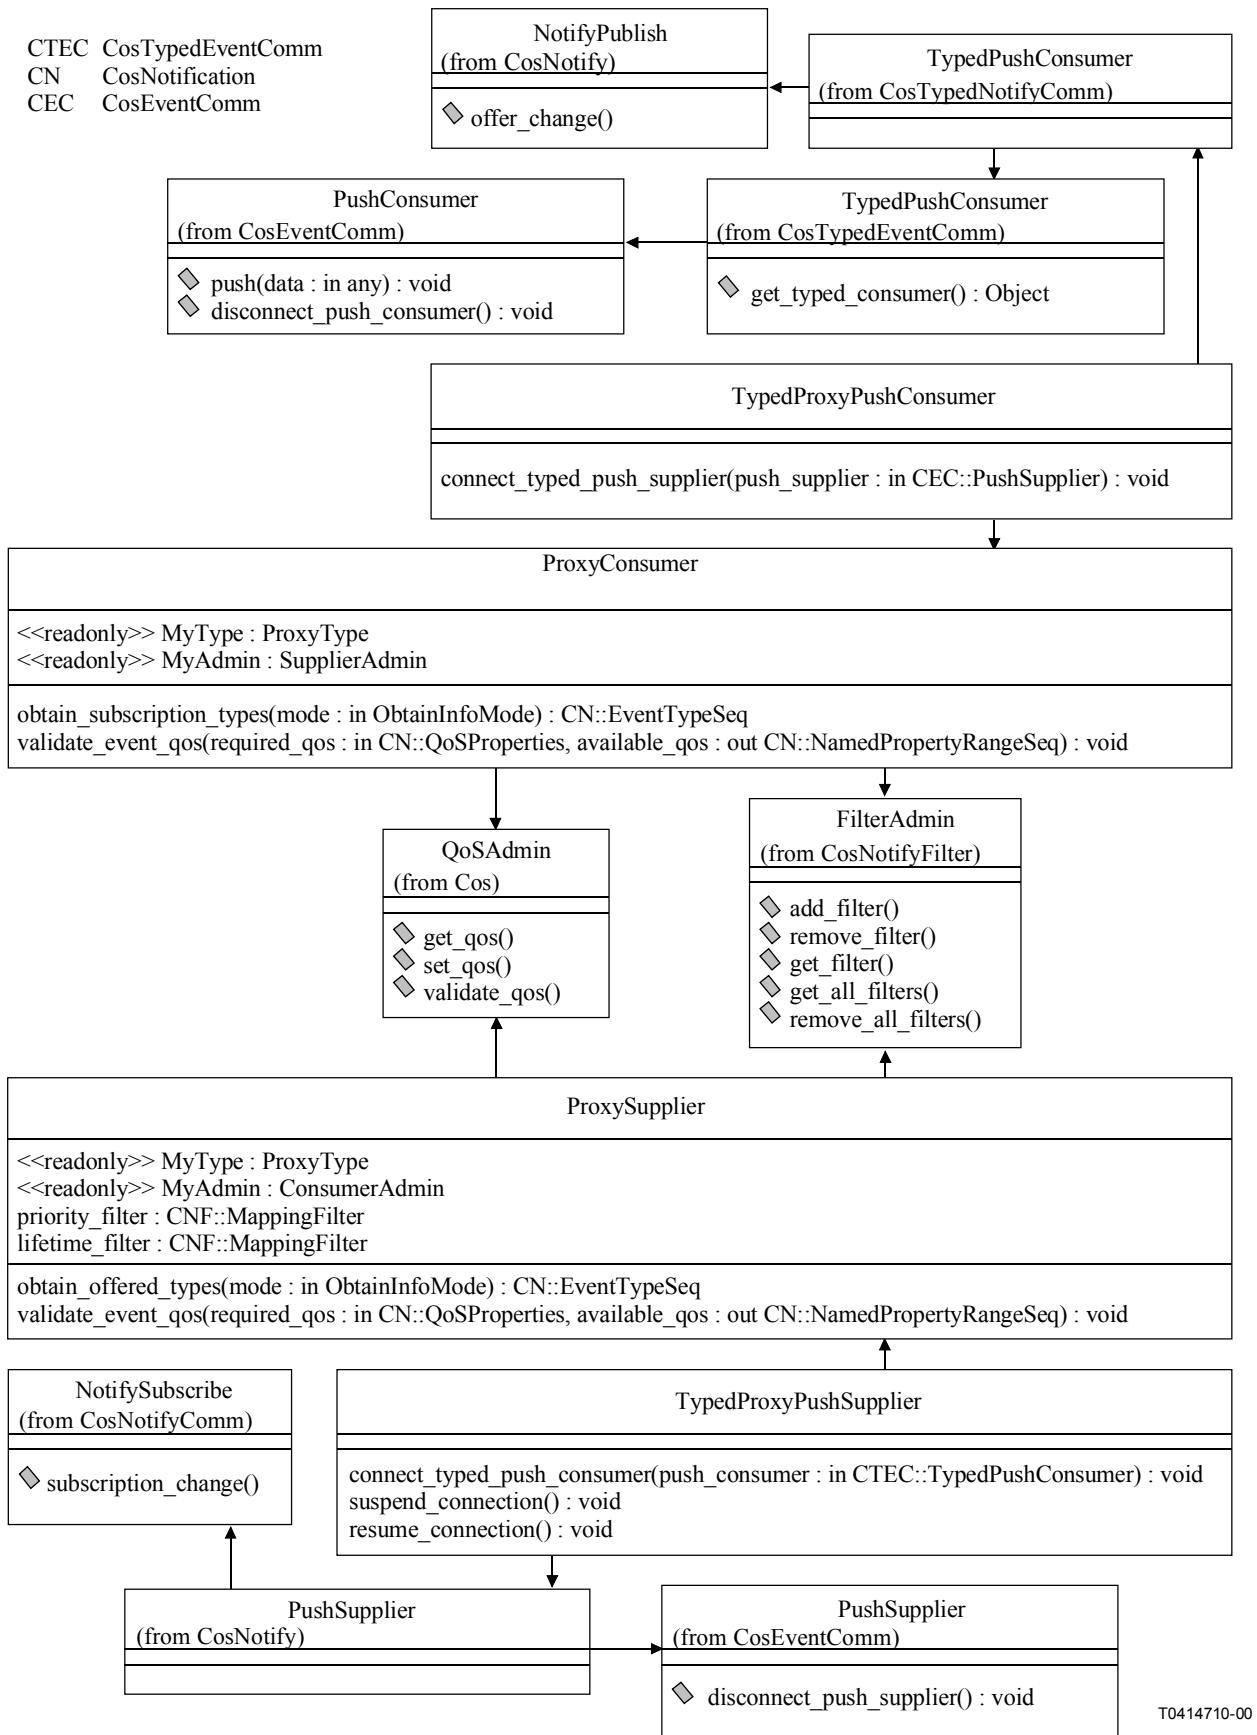 CTEC CosTypedEventComm
CN CosNotification
CEC CosEventComm
NotifyPublish
(from CosNotify)
offer_change()
TypedPushConsumer
(from CosTypedNotifyComm)
PushConsumer
(from CosEventComm)
push(data : in any) : void
disconnect_push_consumer() : void
TypedPushConsumer
(from CosTypedEventComm)
get_typed_consumer() : Object
TypedProxyPushConsumer
connect_typed_push_supplier(push_supplier : in CEC::PushSupplier) : void
ProxyConsumer
<<readonly>> MyType : ProxyType
<<readonly>> MyAdmin : SupplierAdmin
obtain_subscription_types(mode : in ObtainInfoMode) : CN::EventTypeSeq
validate_event_qos(required_qos : in CN::QoSProperties, available_qos : out CN::NamedPropertyRangeSeq) : void
QoSAdmin
(from Cos)
get_qos()
set_qos()
validate_qos()
FilterAdmin
(from CosNotifyFilter)
add_filter()
remove_filter()
get_filter()
get_all_filters()
remove_all_filters()
ProxySupplier
<<readonly>> MyType : ProxyType
<<readonly>> MyAdmin : ConsumerAdmin
priority_filter : CNF::MappingFilter
lifetime_filter : CNF::MappingFilter
obtain_offered_types(mode : in ObtainInfoMode) : CN::EventTypeSeq
validate_event_qos(required_qos : in CN::QoSProperties, available_qos : out CN::NamedPropertyRangeSeq) : void
NotifySubscribe
(from CosNotifyComm)
subscription_change()
TypedProxyPushSupplier
connect_typed_push_consumer(push_consumer : in CTEC::TypedPushConsumer) : void
suspend_connection() : void
resume_connection() : void
PushSupplier
(from CosNotify)
PushSupplier
(from CosEventComm)
disconnect_push_supplier() : void
T0414710-00